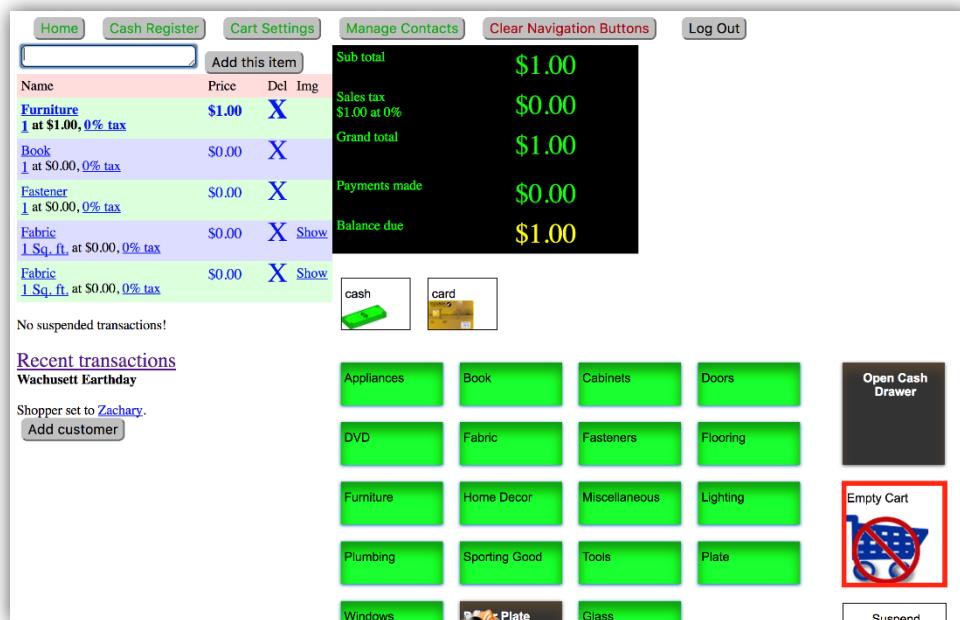 Home Cash Register Cart Settings Manage Contacts Clear Navigation Buttons Log Out
Add this item
Name Price Del Img
Furniture $1.00 X
1 at $1.00, 0% tax
Book $0.00 X
1 at $0.00, 0% tax
Fastener $0.00 X
1 at $0.00, 0% tax
Fabric $0.00 X Show
1 Sq. ft. at $0.00, 0% tax
Fabric $0.00 X Show
1 Sq. ft. at $0.00, 0% tax
No suspended transactions!
Recent transactions
Wachusett Earthday
Shopper set to Zachary.
Add customer
Sub total $1.00
Sales tax $0.00
$1.00 at 0%
Grand total $1.00
Payments made $0.00
Balance due $1.00
cash card
Appliances Book Cabinets Doors
DVD Fabric Fasteners Flooring
Furniture Home Decor Miscellaneous Lighting
Plumbing Sporting Good Tools Plate
Windows Plate Glass
Open Cash
Drawer
Empty Cart
Suspend